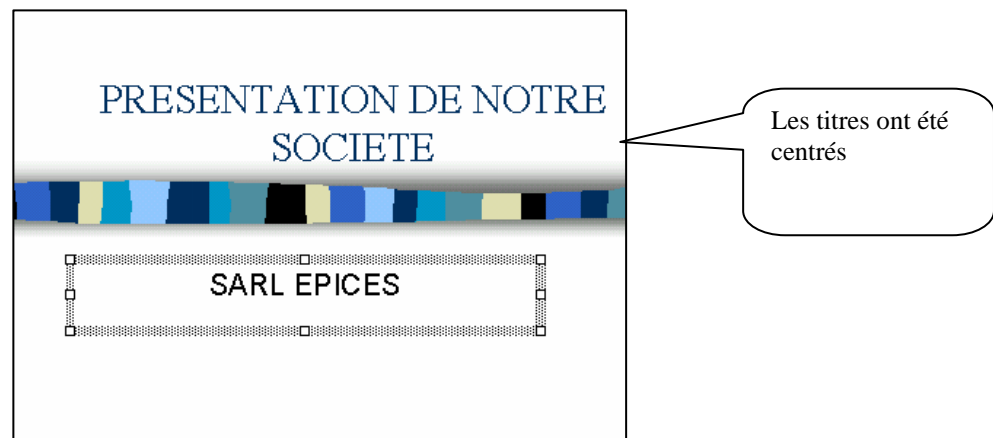 PRESENTATION DE NOTRE
SOCIETE
Les titres ont été
centrés
SARL EPICES